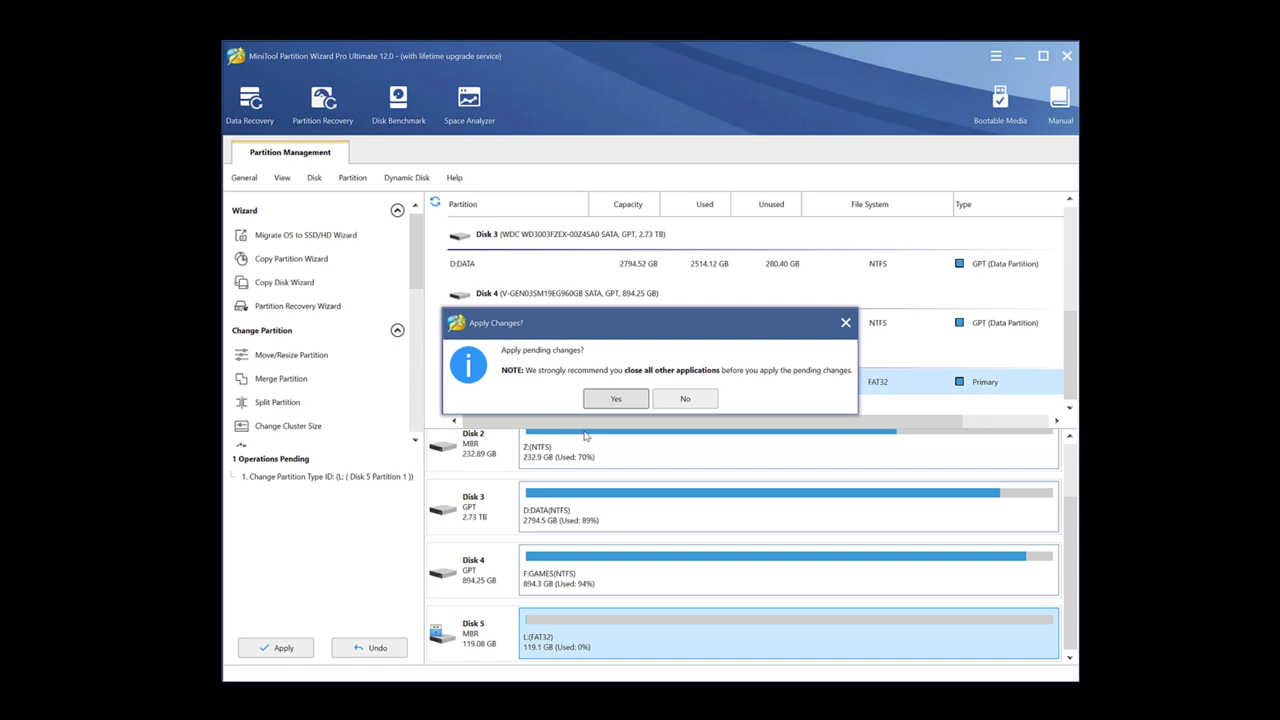 MiniTool Partition Wizard Pro Ultimate 12.0 - (with lifetime upgrade service)
Data Recovery
Partition Recovery
Disk Benchmark
Space Analyzer
Bootable Media
Manual
Partition Management
General View Disk Partition Dynamic Disk Help
Wizard
Migrate OS to SSD/HD Wizard
Copy Partition Wizard
Copy Disk Wizard
Partition Recovery Wizard
Change Partition
Move/Resize Partition
Merge Partition
Split Partition
Change Cluster Size
1 Operations Pending
1. Change Partition Type ID: (L: ( Disk 5 Partition 1 ))
Apply
Undo
Partition Capacity Used Unused File System Type
Disk 3 (WDC WD3003FZEX-00Z4SA0 SATA, GPT, 2.73 TB)
D:DATA 2794.52 GB 2514.12 GB 280.40 GB NTFS GPT (Data Partition)
Disk 4 (V-GEN03SM19EG960GB SATA, GPT, 894.25 GB)
NTFS GPT (Data Partition)
FAT32 Primary
Apply Changes?
Apply pending changes?
NOTE: We strongly recommend you close all other applications before you apply the pending changes.
Yes
No
Disk 2
MBR
232.89 GB
Z:(NTFS)
232.9 GB (Used: 70%)
Disk 3
GPT
2.73 TB
D:DATA(NTFS)
2794.5 GB (Used: 89%)
Disk 4
GPT
894.25 GB
F:GAMES(NTFS)
894.3 GB (Used: 94%)
Disk 5
MBR
119.08 GB
L:(FAT32)
119.1 GB (Used: 0%)